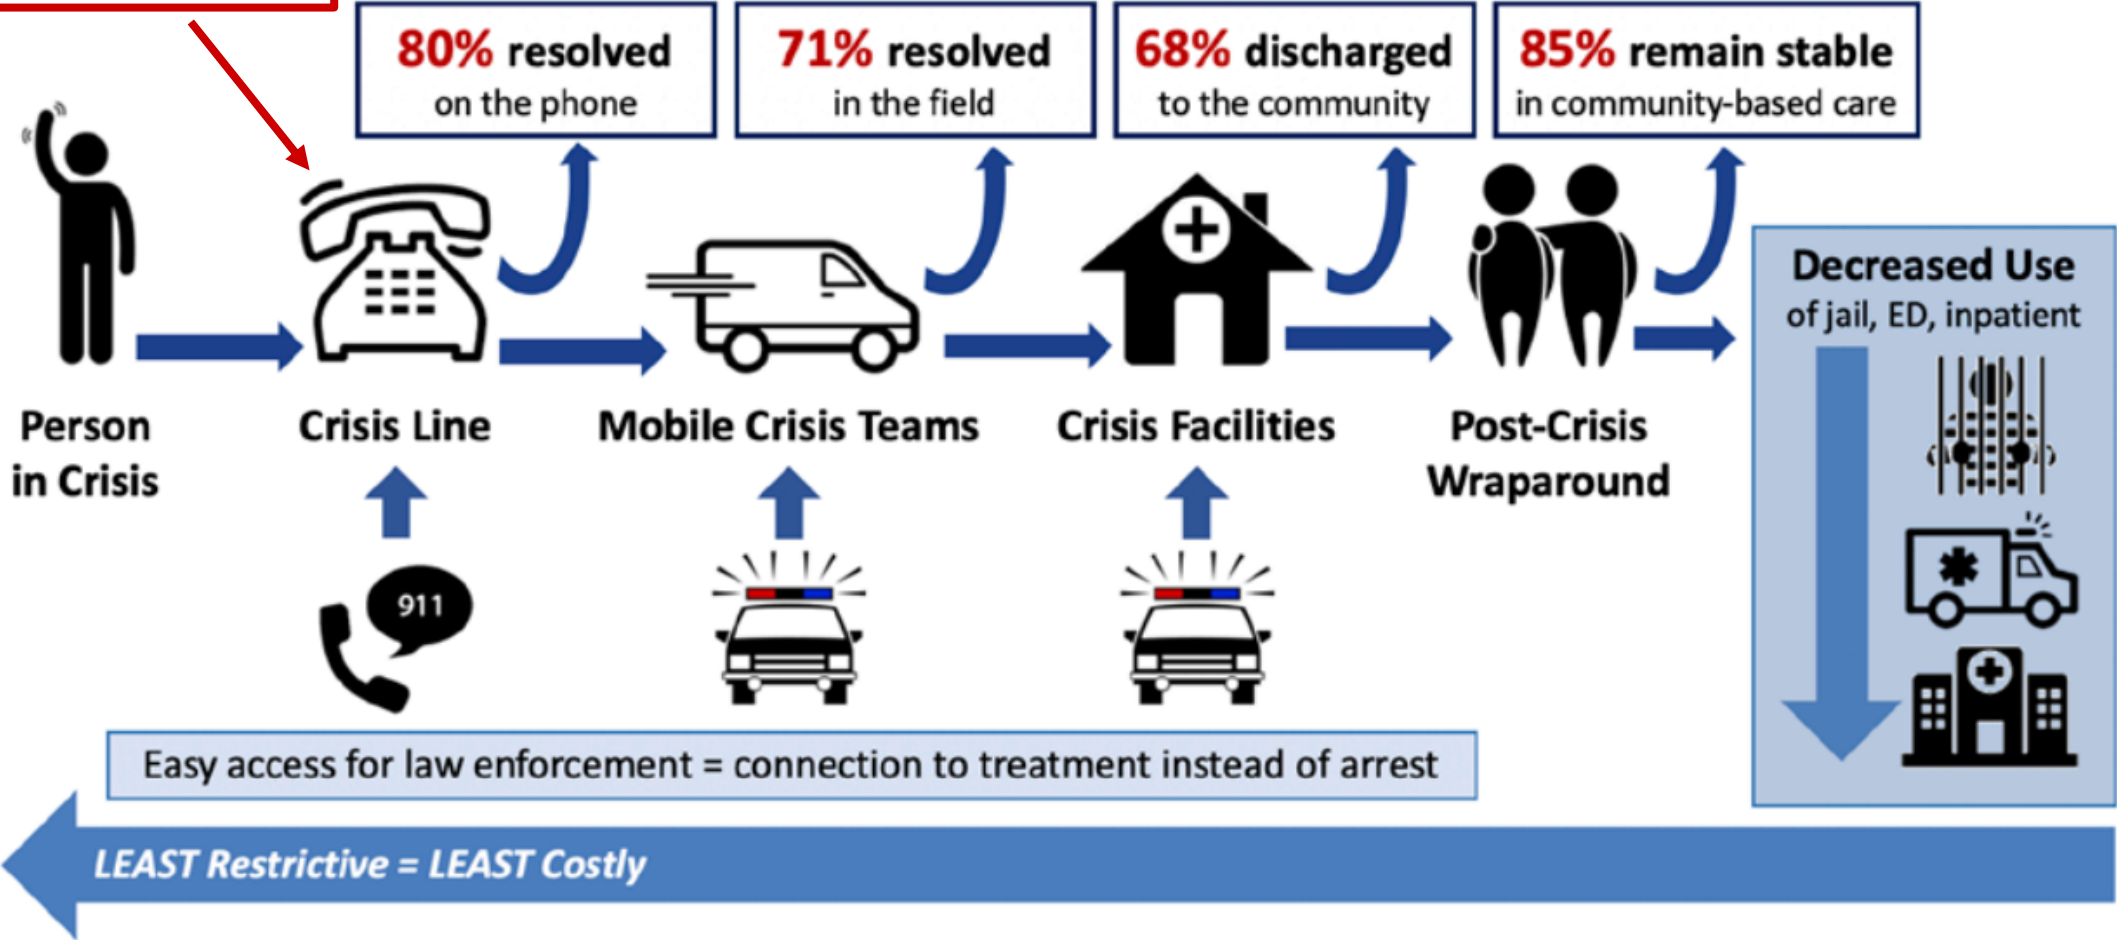 80% resolved
on the phone
71% resolved
in the field
68% discharged
to the community
85% remain stable
in community-based care
Decreased Use
of jail, ED, inpatient
Person
in Crisis
Crisis Line
Mobile Crisis Teams
Crisis Facilities
Post-Crisis
Wraparound
911
Easy access for law enforcement = connection to treatment instead of arrest
LEAST Restrictive = LEAST Costly